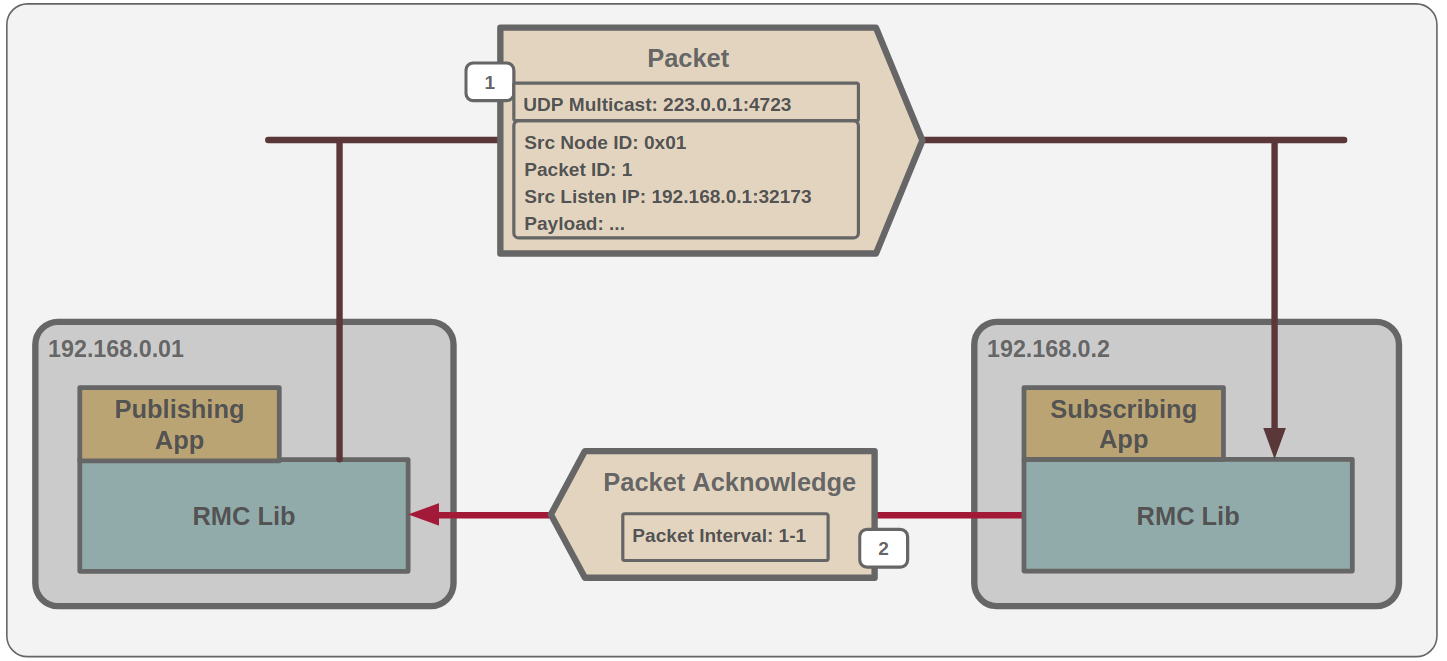 Packet
1
UDP Multicast: 223.0.0.1:4723
Src Node ID: 0x01
Packet ID: 1
Src Listen IP: 192.168.0.1:32173
Payload: ...
192.168.0.01
Publishing
App
RMC Lib
Packet Acknowledge
Packet Interval: 1-1
2
192.168.0.2
Subscribing
App
RMC Lib